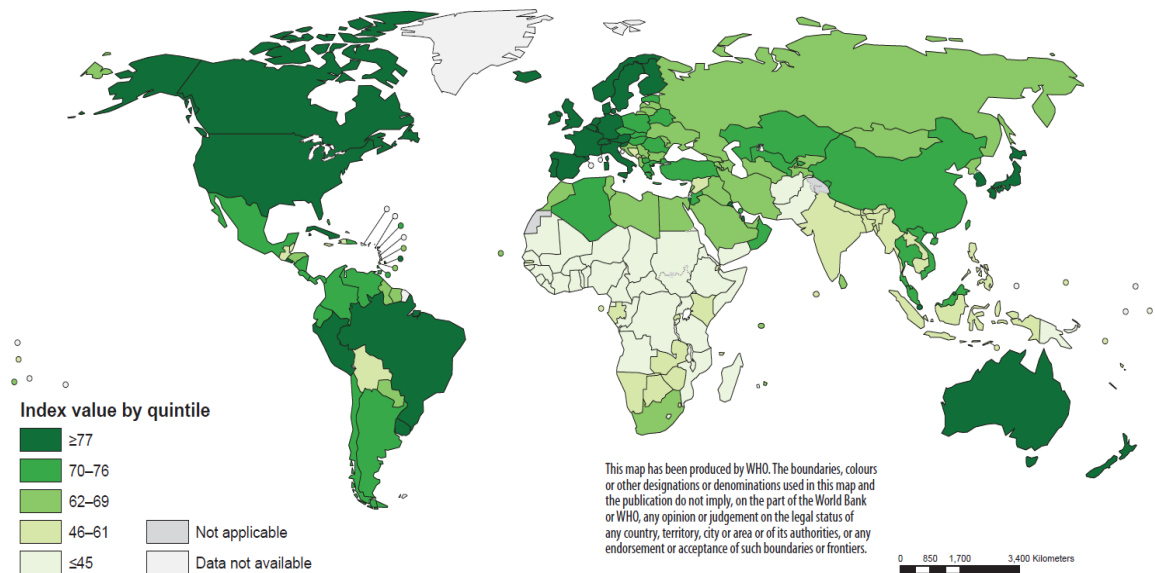 Index value by quintile
≥77
70–76
62–69
46–61
≤45
Not applicable
Data not available
This map has been produced by WHO. The boundaries, colours
or other designations or denominations used in this map and
the publication do not imply, on the part of the World Bank
or WHO, any opinion or judgement on the legal status of
any country, territory, city or area or of its authorities, or any
endorsement or acceptance of such boundaries or frontiers.
0 850 1,700 3,400 Kilometers